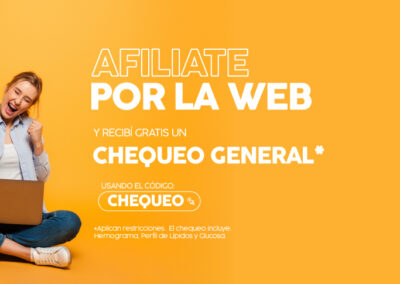 AFILIATE
POR LA WEB
Y RECIBÍ GRATIS UN
CHEQUEO GENERAL*
USANDO EL CÓDIGO:
CHEQUEO
*Aplican restricciones. El chequeo incluye:
Hemograma, Perfil de Lípidos y Glucosa.